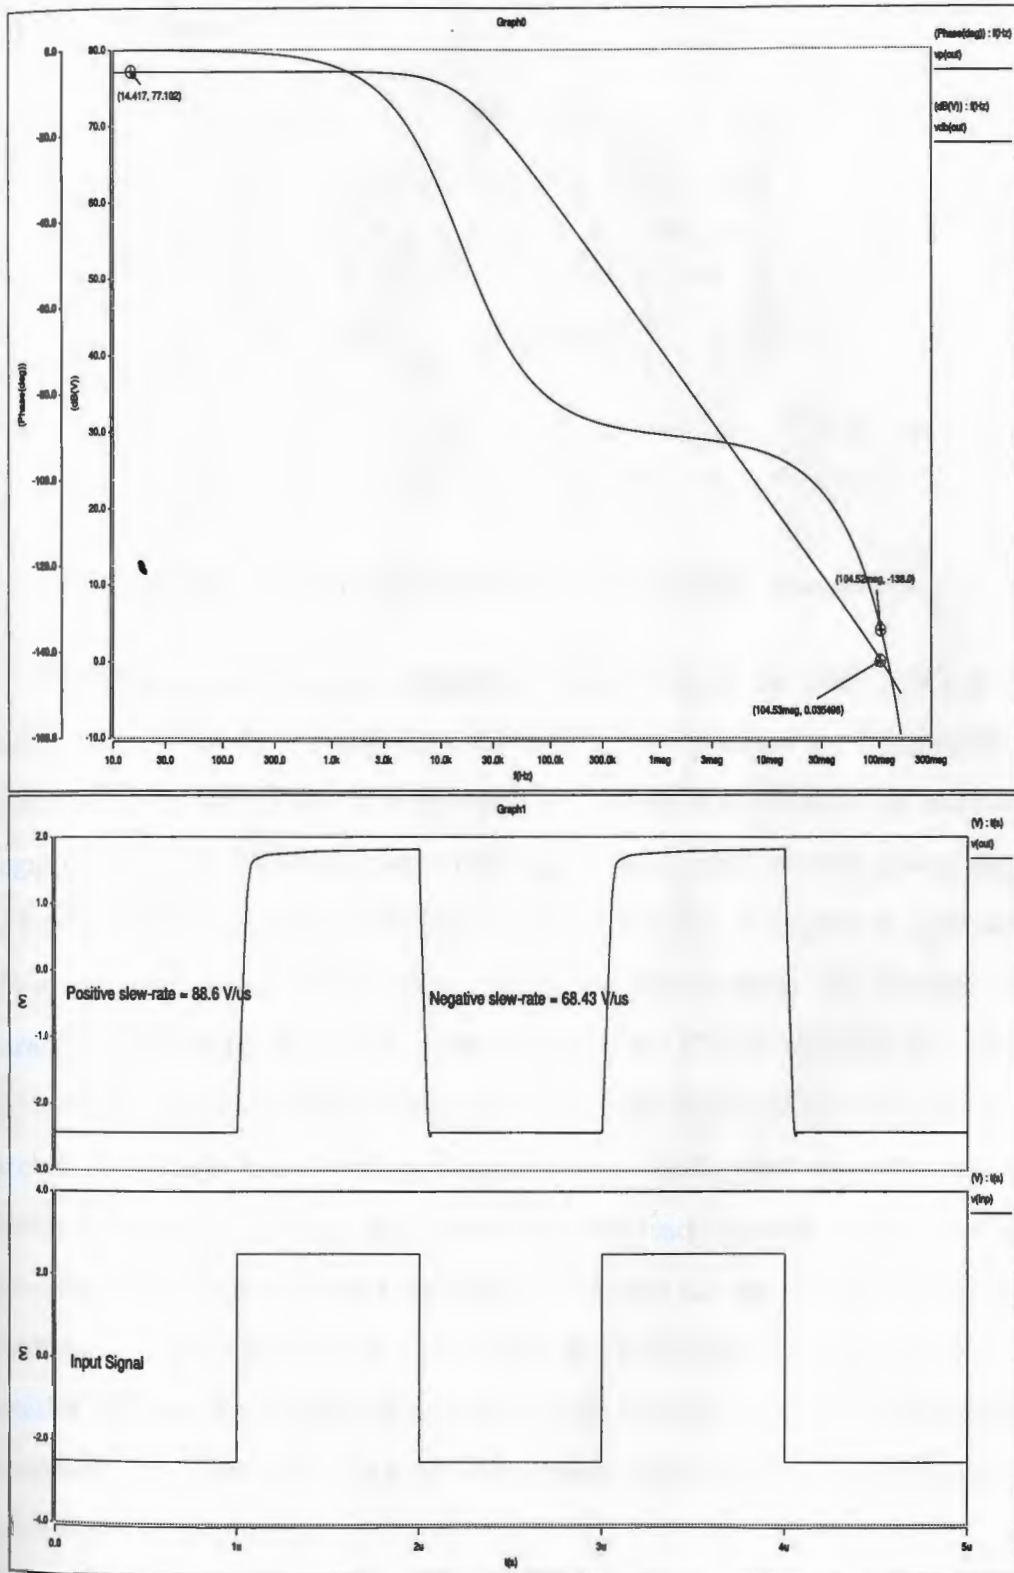 Graph0
(Phase(deg)) : f(Hz)
vp(out)
(dB(V)) : f(Hz)
vdb(out)
0.0
-20.0
-40.0
-60.0
-80.0
-100.0
-120.0
-140.0
-160.0
(Phase(deg))
80.0
70.0
60.0
50.0
40.0
30.0
20.0
10.0
0.0
-10.0
(dB(V))
(14.417, 77.102)
(104.52meg, -138.0)
(104.53meg, 0.035496)
10.0 30.0 100.0 300.0 1.0k 3.0k 10.0k 30.0k 100.0k 300.0k 1meg 3meg 10meg 30meg 100meg 300meg
f(Hz)
Graph1
(V) : t(s)
v(out)
2.0
1.0
0.0
-1.0
-2.0
-3.0
(V)
Positive slew-rate = 88.6 V/us
Negative slew-rate = 68.43 V/us
(V) : t(s)
v(inp)
4.0
2.0
0.0
-2.0
-4.0
(V)
Input Signal
0.0 1u 2u 3u 4u 5u
t(s)